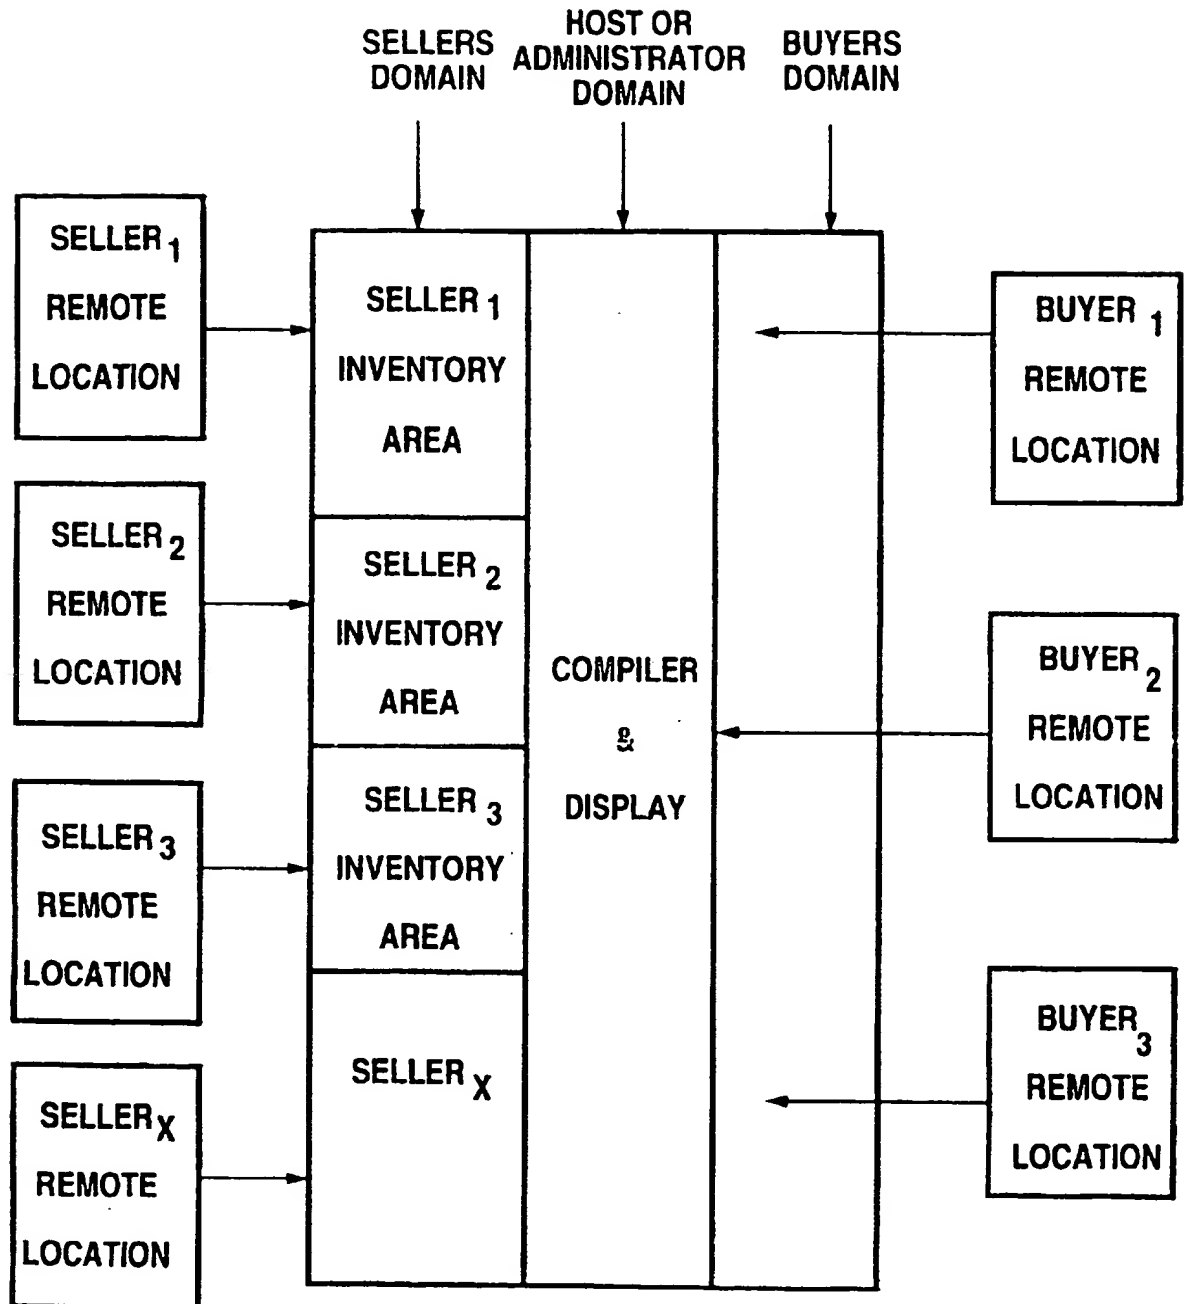 SELLERS
DOMAIN
HOST OR
ADMINISTRATOR
DOMAIN
BUYERS
DOMAIN
SELLER 1
REMOTE
LOCATION
SELLER 2
REMOTE
LOCATION
SELLER 3
REMOTE
LOCATION
SELLER X
REMOTE
LOCATION
SELLER 1
INVENTORY
AREA
SELLER 2
INVENTORY
AREA
SELLER 3
INVENTORY
AREA
SELLER X
COMPILER
&
DISPLAY
BUYER 1
REMOTE
LOCATION
BUYER 2
REMOTE
LOCATION
BUYER 3
REMOTE
LOCATION